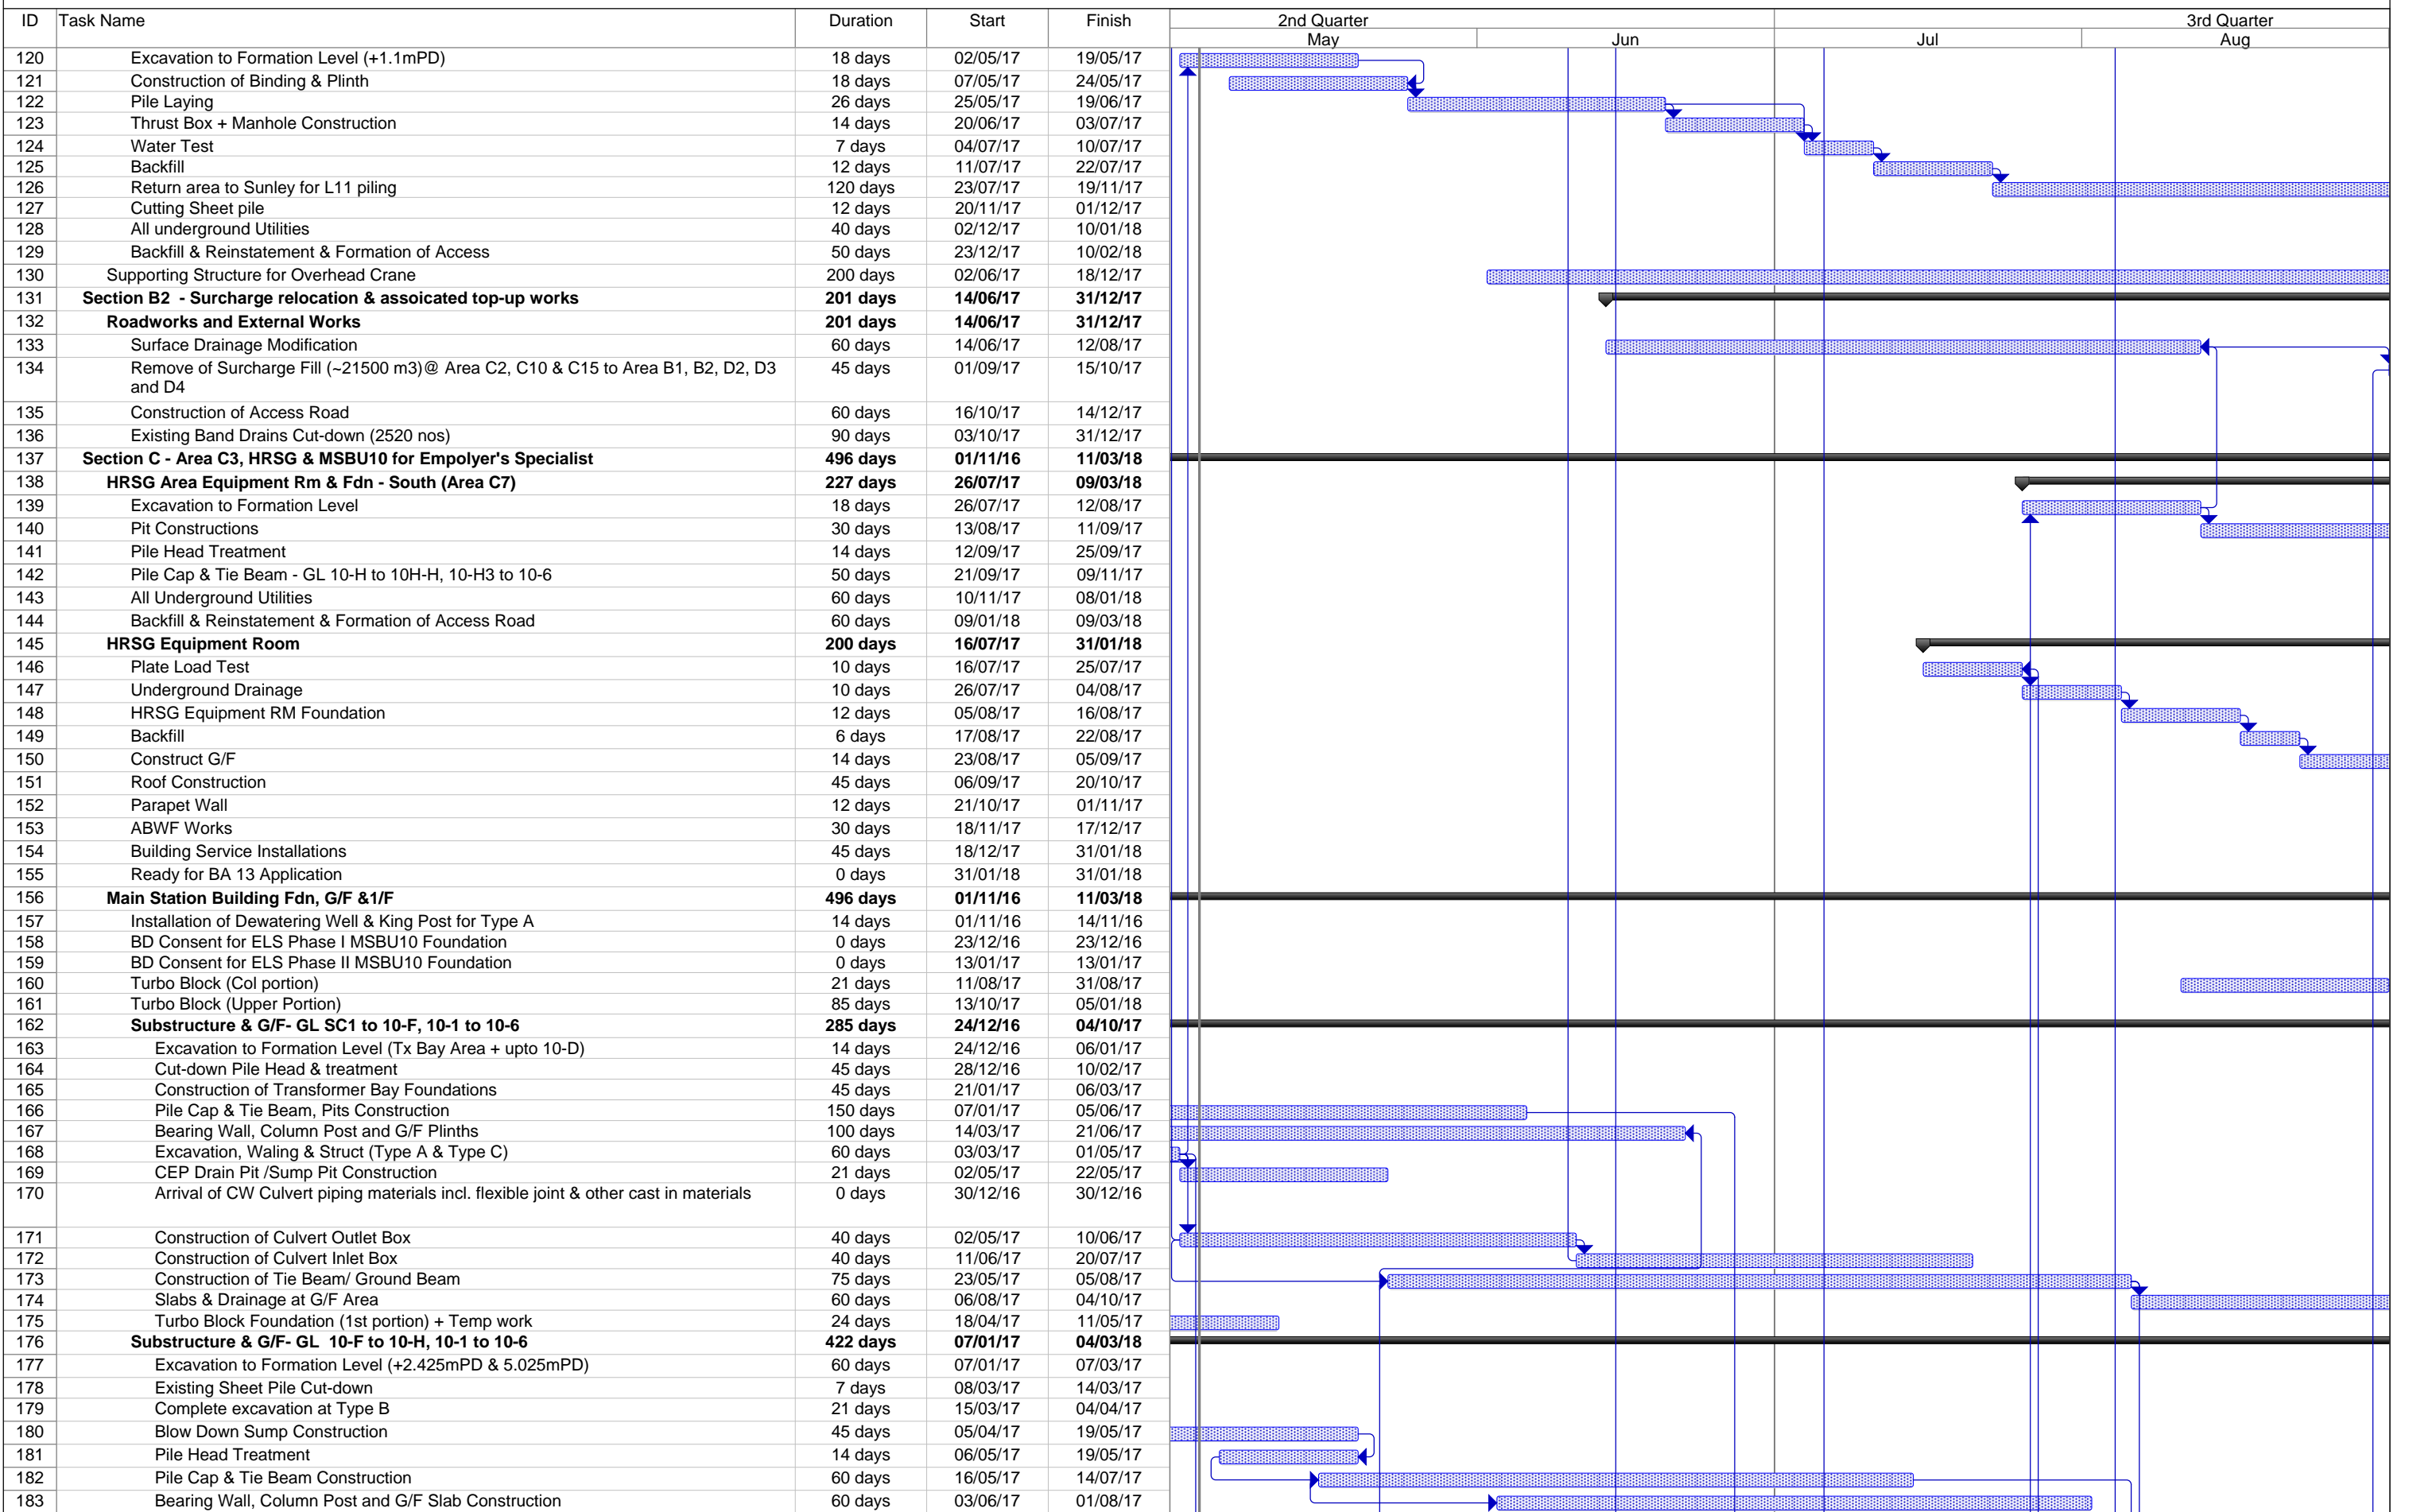 ID Task Name Duration Start Finish 2nd Quarter 3rd Quarter
May Jun Jul Aug
120 Excavation to Formation Level (+1.1mPD) 18 days 02/05/17 19/05/17
121 Construction of Binding & Plinth 18 days 07/05/17 24/05/17
122 Pile Laying 26 days 25/05/17 19/06/17
123 Thrust Box + Manhole Construction 14 days 20/06/17 03/07/17
124 Water Test 7 days 04/07/17 10/07/17
125 Backfill 12 days 11/07/17 22/07/17
126 Return area to Sunley for L11 piling 120 days 23/07/17 19/11/17
127 Cutting Sheet pile 12 days 20/11/17 01/12/17
128 All underground Utilities 40 days 02/12/17 10/01/18
129 Backfill & Reinstatement & Formation of Access 50 days 23/12/17 10/02/18
130 Supporting Structure for Overhead Crane 200 days 02/06/17 18/12/17
131 Section B2 - Surcharge relocation & assoicated top-up works 201 days 14/06/17 31/12/17
132 Roadworks and External Works 201 days 14/06/17 31/12/17
133 Surface Drainage Modification 60 days 14/06/17 12/08/17
134 Remove of Surcharge Fill (~21500 m3)@ Area C2, C10 & C15 to Area B1, B2, D2, D3 45 days 01/09/17 15/10/17
and D4
135 Construction of Access Road 60 days 16/10/17 14/12/17
136 Existing Band Drains Cut-down (2520 nos) 90 days 03/10/17 31/12/17
137 Section C - Area C3, HRSG & MSBU10 for Empolyer's Specialist 496 days 01/11/16 11/03/18
138 HRSG Area Equipment Rm & Fdn - South (Area C7) 227 days 26/07/17 09/03/18
139 Excavation to Formation Level 18 days 26/07/17 12/08/17
140 Pit Constructions 30 days 13/08/17 11/09/17
141 Pile Head Treatment 14 days 12/09/17 25/09/17
142 Pile Cap & Tie Beam - GL 10-H to 10H-H, 10-H3 to 10-6 50 days 21/09/17 09/11/17
143 All Underground Utilities 60 days 10/11/17 08/01/18
144 Backfill & Reinstatement & Formation of Access Road 60 days 09/01/18 09/03/18
145 HRSG Equipment Room 200 days 16/07/17 31/01/18
146 Plate Load Test 10 days 16/07/17 25/07/17
147 Underground Drainage 10 days 26/07/17 04/08/17
148 HRSG Equipment RM Foundation 12 days 05/08/17 16/08/17
149 Backfill 6 days 17/08/17 22/08/17
150 Construct G/F 14 days 23/08/17 05/09/17
151 Roof Construction 45 days 06/09/17 20/10/17
152 Parapet Wall 12 days 21/10/17 01/11/17
153 ABWF Works 30 days 18/11/17 17/12/17
154 Building Service Installations 45 days 18/12/17 31/01/18
155 Ready for BA 13 Application 0 days 31/01/18 31/01/18
156 Main Station Building Fdn, G/F &1/F 496 days 01/11/16 11/03/18
157 Installation of Dewatering Well & King Post for Type A 14 days 01/11/16 14/11/16
158 BD Consent for ELS Phase I MSBU10 Foundation 0 days 23/12/16 23/12/16
159 BD Consent for ELS Phase II MSBU10 Foundation 0 days 13/01/17 13/01/17
160 Turbo Block (Col portion) 21 days 11/08/17 31/08/17
161 Turbo Block (Upper Portion) 85 days 13/10/17 05/01/18
162 Substructure & G/F- GL SC1 to 10-F, 10-1 to 10-6 285 days 24/12/16 04/10/17
163 Excavation to Formation Level (Tx Bay Area + upto 10-D) 14 days 24/12/16 06/01/17
164 Cut-down Pile Head & treatment 45 days 28/12/16 10/02/17
165 Construction of Transformer Bay Foundations 45 days 21/01/17 06/03/17
166 Pile Cap & Tie Beam, Pits Construction 150 days 07/01/17 05/06/17
167 Bearing Wall, Column Post and G/F Plinths 100 days 14/03/17 21/06/17
168 Excavation, Waling & Struct (Type A & Type C) 60 days 03/03/17 01/05/17
169 CEP Drain Pit /Sump Pit Construction 21 days 02/05/17 22/05/17
170 Arrival of CW Culvert piping materials incl. flexible joint & other cast in materials 0 days 30/12/16 30/12/16
171 Construction of Culvert Outlet Box 40 days 02/05/17 10/06/17
172 Construction of Culvert Inlet Box 40 days 11/06/17 20/07/17
173 Construction of Tie Beam/ Ground Beam 75 days 23/05/17 05/08/17
174 Slabs & Drainage at G/F Area 60 days 06/08/17 04/10/17
175 Turbo Block Foundation (1st portion) + Temp work 24 days 18/04/17 11/05/17
176 Substructure & G/F- GL 10-F to 10-H, 10-1 to 10-6 422 days 07/01/17 04/03/18
177 Excavation to Formation Level (+2.425mPD & 5.025mPD) 60 days 07/01/17 07/03/17
178 Existing Sheet Pile Cut-down 7 days 08/03/17 14/03/17
179 Complete excavation at Type B 21 days 15/03/17 04/04/17
180 Blow Down Sump Construction 45 days 05/04/17 19/05/17
181 Pile Head Treatment 14 days 06/05/17 19/05/17
182 Pile Cap & Tie Beam Construction 60 days 16/05/17 14/07/17
183 Bearing Wall, Column Post and G/F Slab Construction 60 days 03/06/17 01/08/17